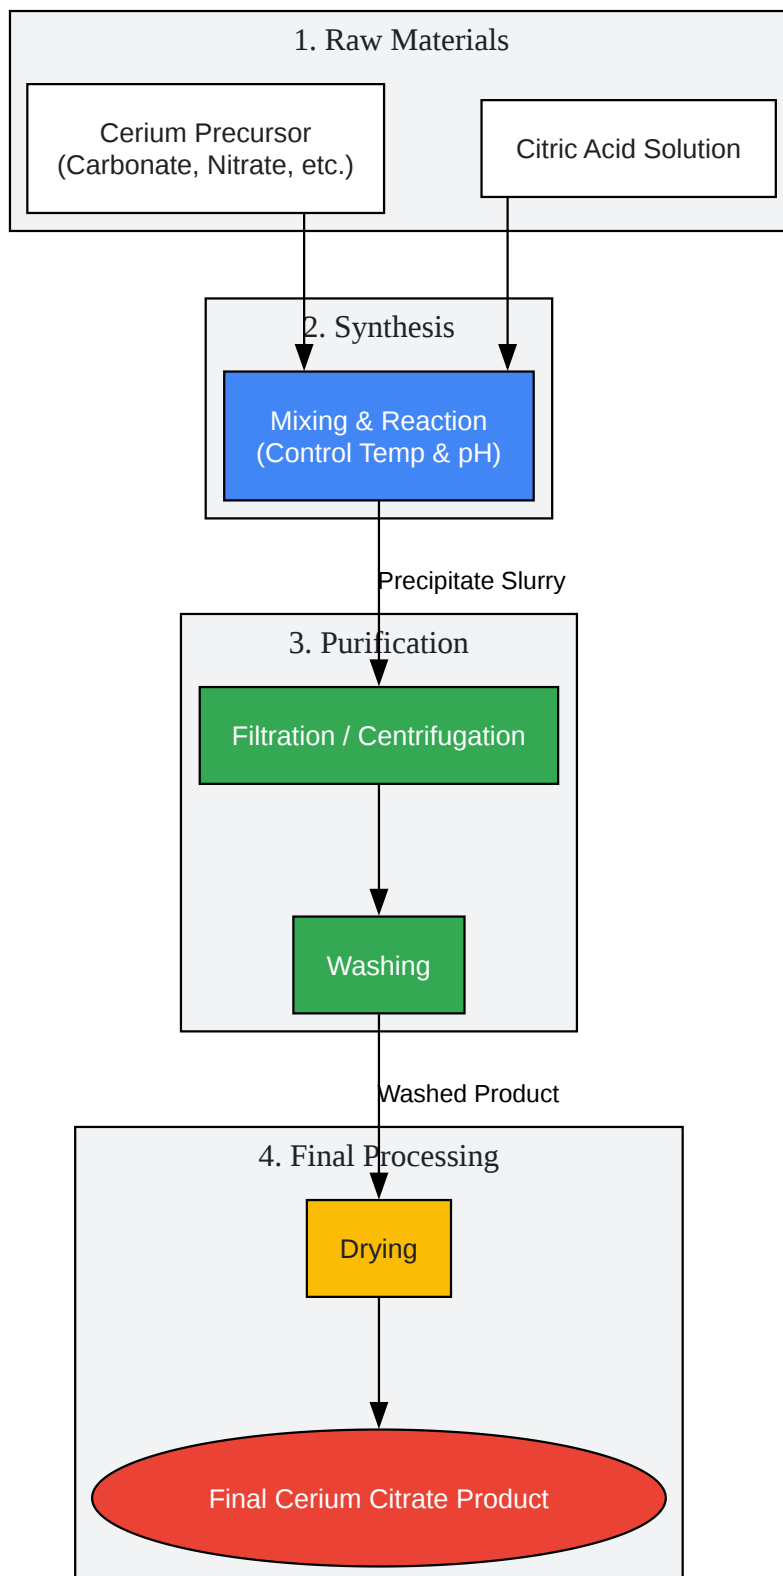 1. Raw Materials
Cerium Precursor
(Carbonate, Nitrate, etc.)
Citric Acid Solution
2. Synthesis
Mixing & Reaction
(Control Temp & pH)
Precipitate Slurry
3. Purification
Filtration / Centrifugation
Washing
Washed Product
4. Final Processing
Drying
Final Cerium Citrate Product